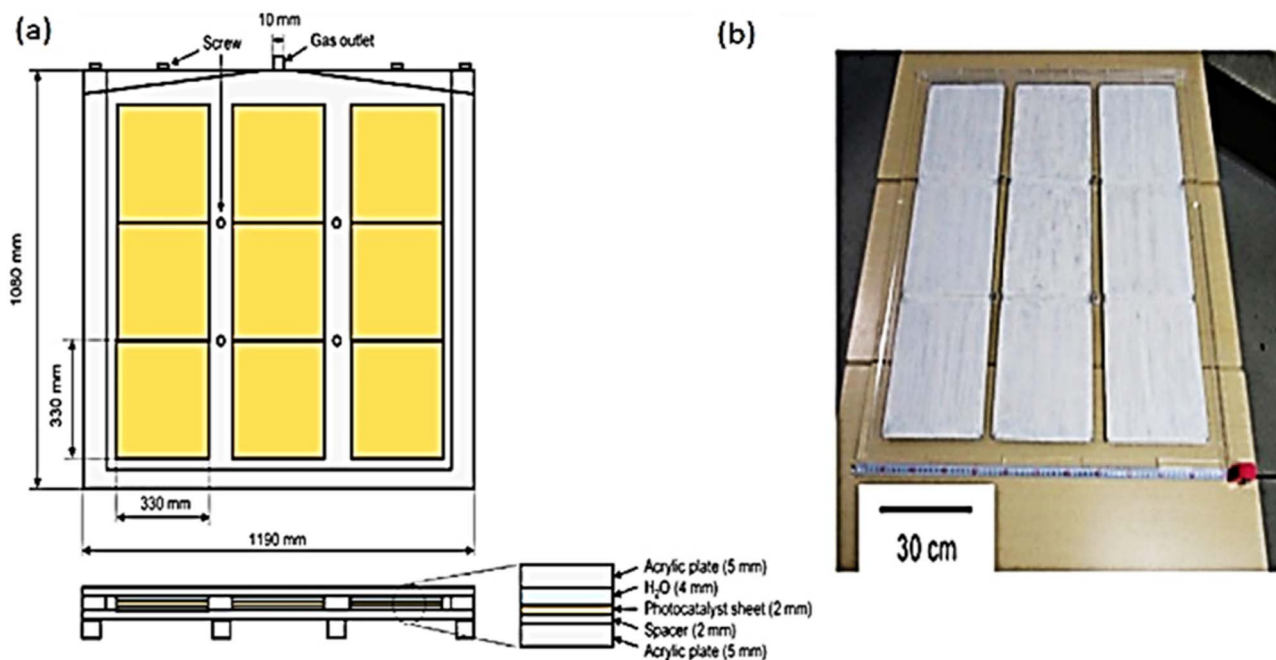 (a)
10 mm
Screw
Gas outlet
1080 mm
330 mm
330 mm
1190 mm
Acrylic plate (5 mm)
H₂O (4 mm)
Photocatalyst sheet (2 mm)
Spacer (2 mm)
Acrylic plate (5 mm)
(b)
30 cm